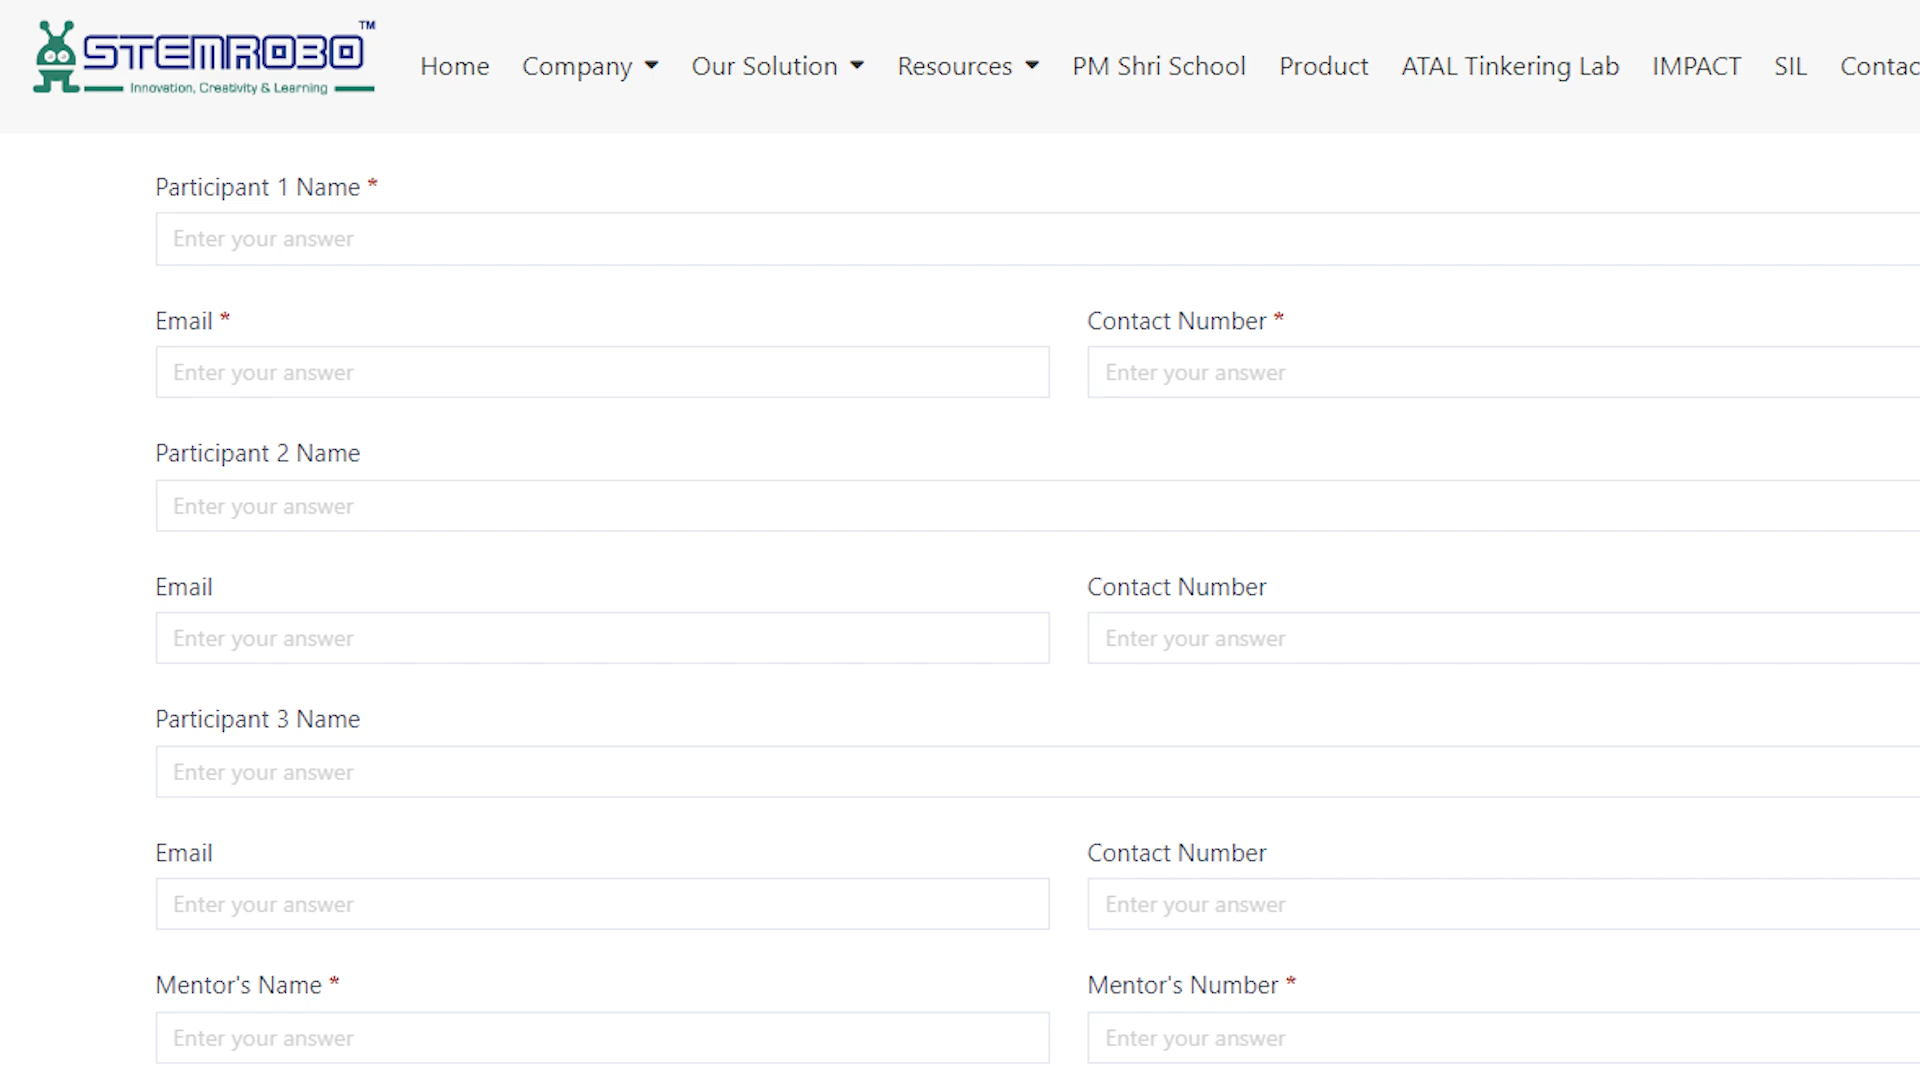 STEMROBO™
Innovation, Creativity & Learning
Home Company Our Solution Resources PM Shri School Product ATAL Tinkering Lab IMPACT SIL Contac
Participant 1 Name *
Enter your answer
Email * Contact Number *
Enter your answer Enter your answer
Participant 2 Name
Enter your answer
Email Contact Number
Enter your answer Enter your answer
Participant 3 Name
Enter your answer
Email Contact Number
Enter your answer Enter your answer
Mentor's Name * Mentor's Number *
Enter your answer Enter your answer